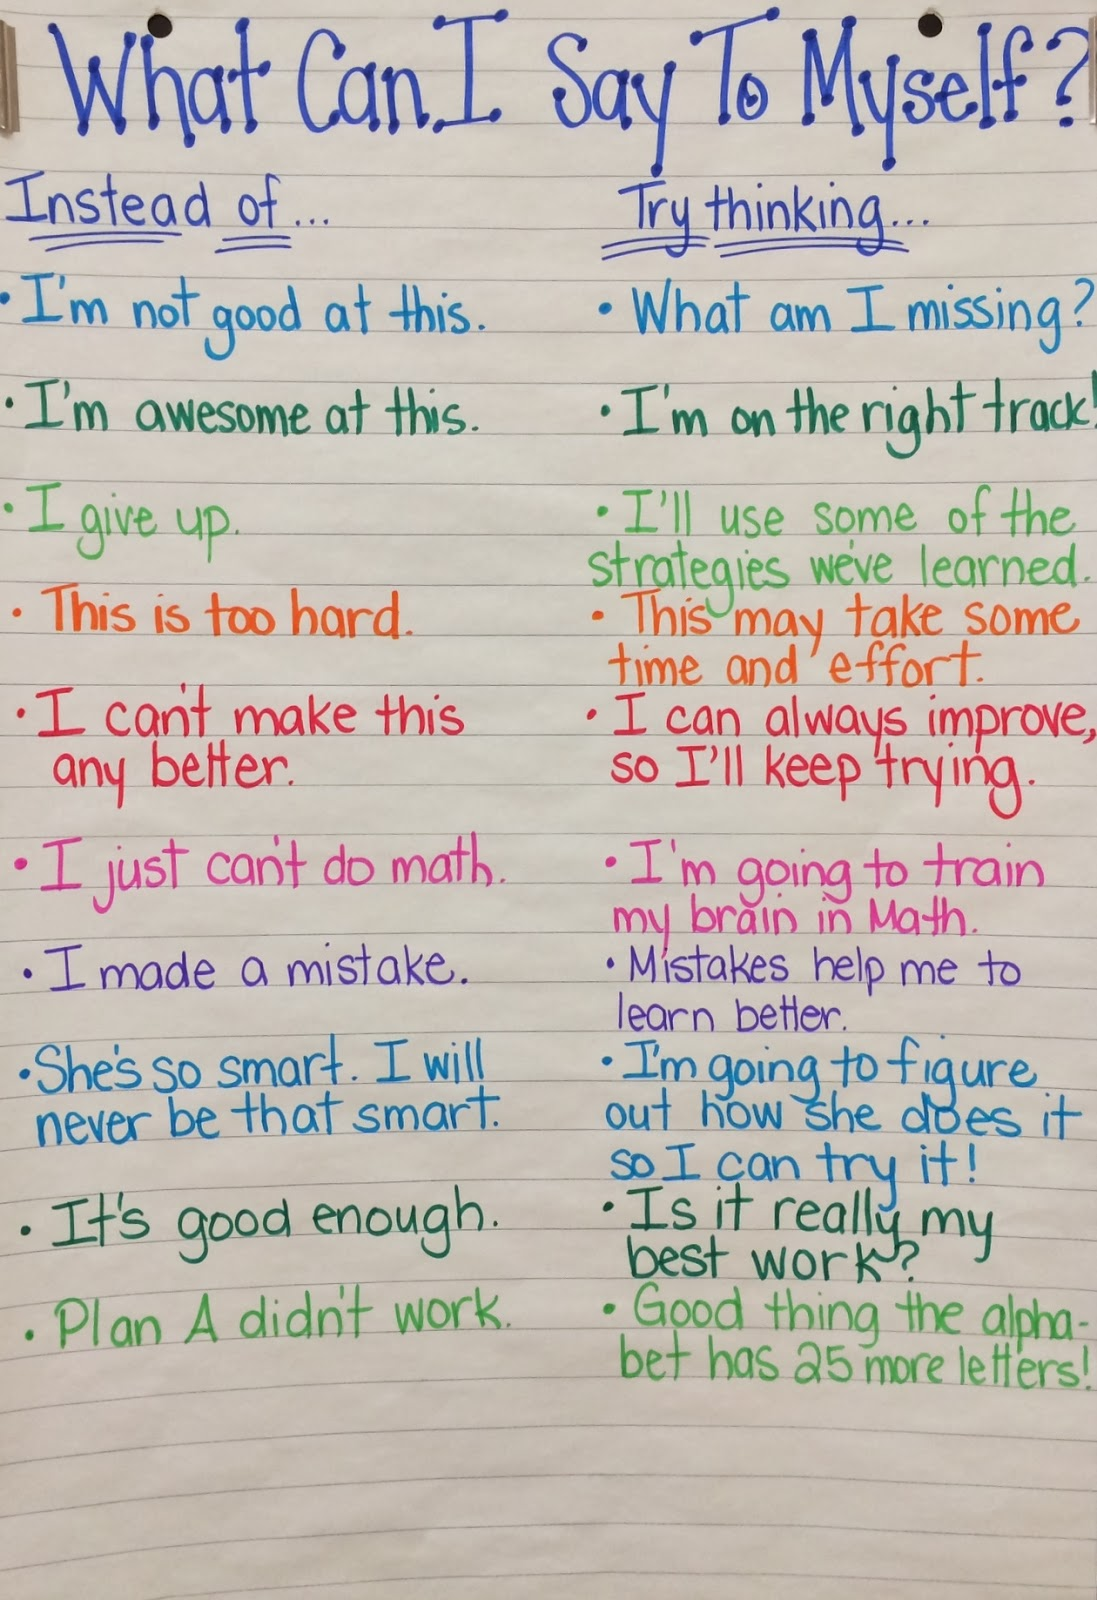 What Can I Say To Myself?
Instead of...
Try thinking...
• I'm not good at this.
• What am I missing?
• I'm awesome at this.
• I'm on the right track!
• I give up.
• I'll use some of the
strategies we've learned.
• This is too hard.
• This may take some
time and effort.
• I can't make this
any better.
• I can always improve,
so I'll keep trying.
• I just can't do math.
• I'm going to train
my brain in Math.
• I made a mistake.
• Mistakes help me to
learn better.
• She's so smart. I will
never be that smart.
• I'm going to figure
out how she does it
so I can try it!
• It's good enough.
• Is it really my
best work?
• Plan A didn't work.
• Good thing the alpha-
bet has 25 more letters!